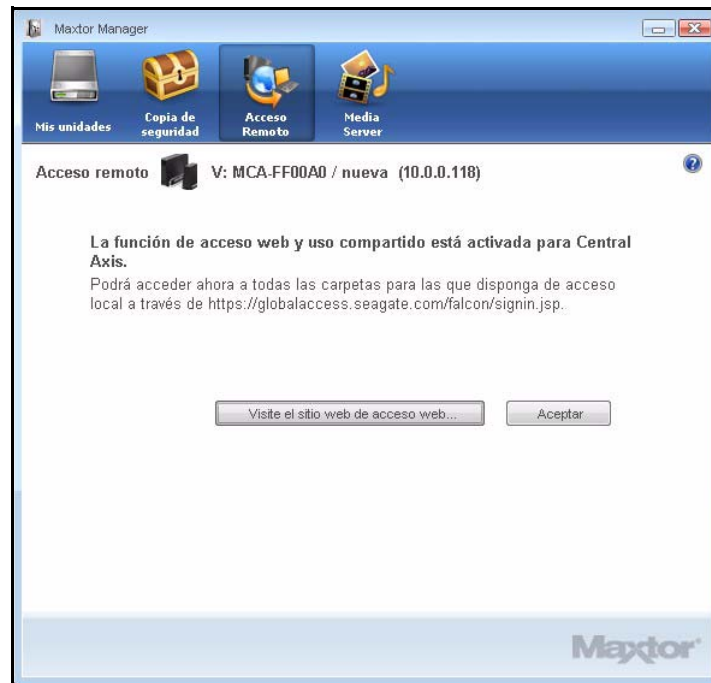 Maxtor Manager
Mis unidades
Copia de
seguridad
Acceso
Remoto
Media
Server
Acceso remoto V: MCA-FF00A0 / nueva (10.0.0.118)
La función de acceso web y uso compartido está activada para Central
Axis.
Podrá acceder ahora a todas las carpetas para las que disponga de acceso
local a través de https://globalaccess.seagate.com/falcon/signin.jsp.
Visite el sitio web de acceso web... Aceptar
Maxtor